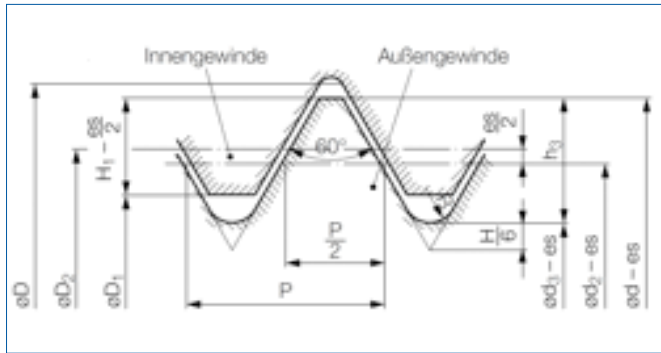 Innengewinde
Außengewinde
H₁ – es/2
60°
es/2
h₃
P/2
H/6
P
øD
øD₂
øD₁
ød₃ – es
ød₂ – es
ød – es